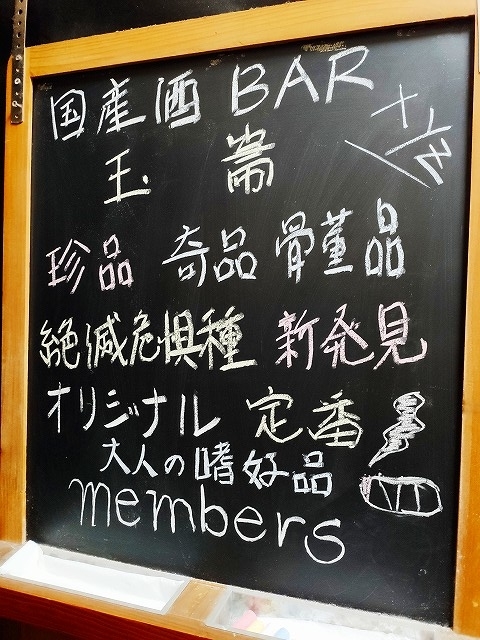 国産酒 BAR
玉 崙
珍品 奇品 骨董品
絶滅危惧種 新発見
オリジナル 定番
大人の嗜好品
members